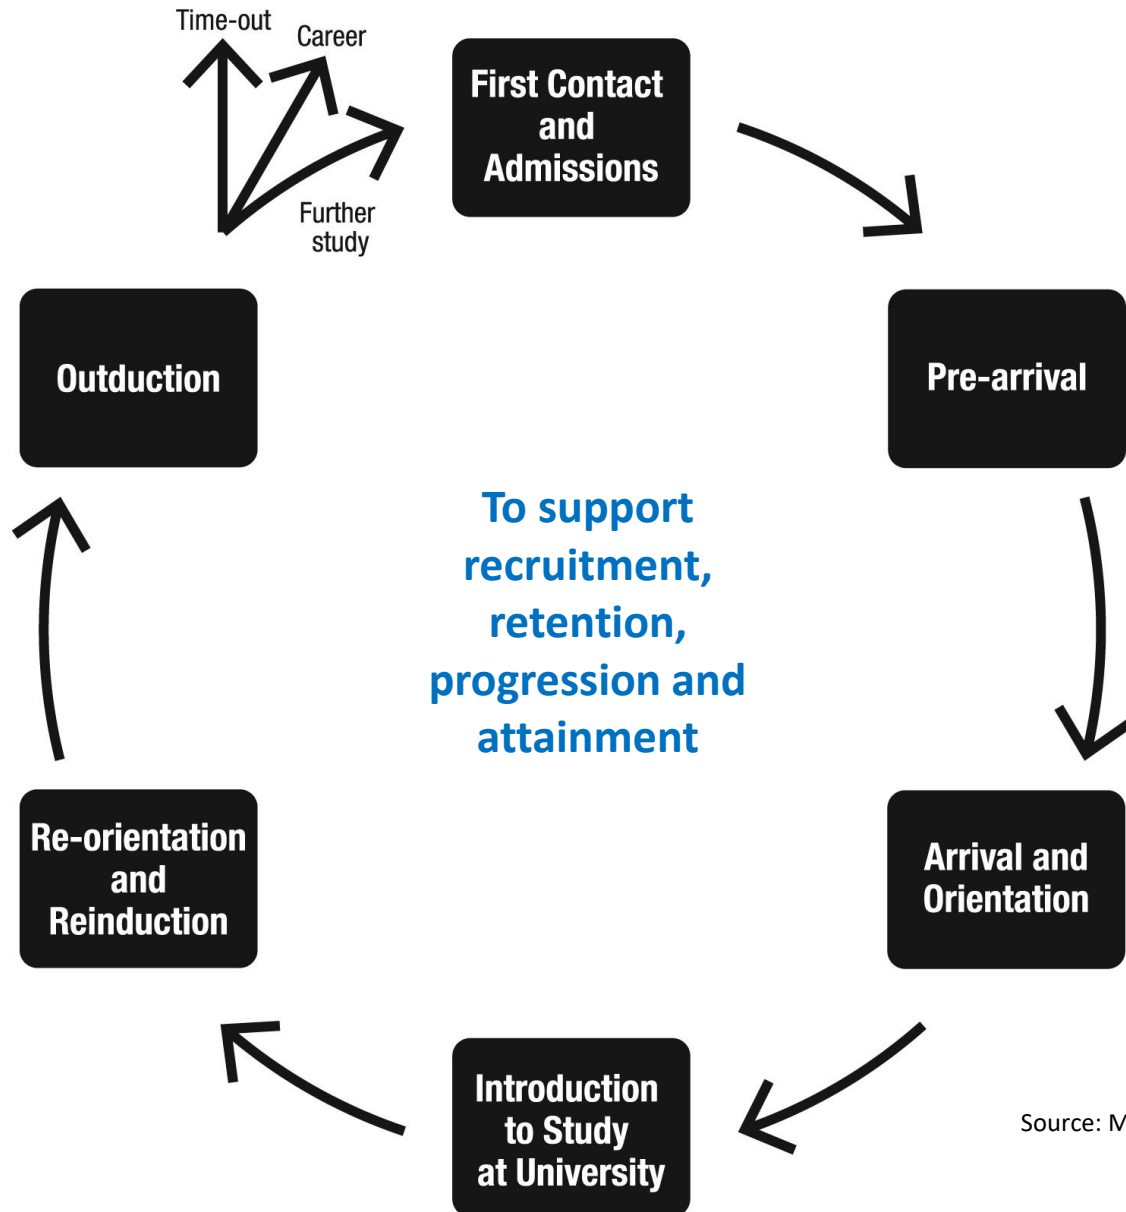 Time-out
Career
Further
study
First Contact
and
Admissions
Pre-arrival
Arrival and
Orientation
Introduction
to Study
at University
Re-orientation
and
Reinduction
Outduction
To support
recruitment,
retention,
progression and
attainment
Source: M